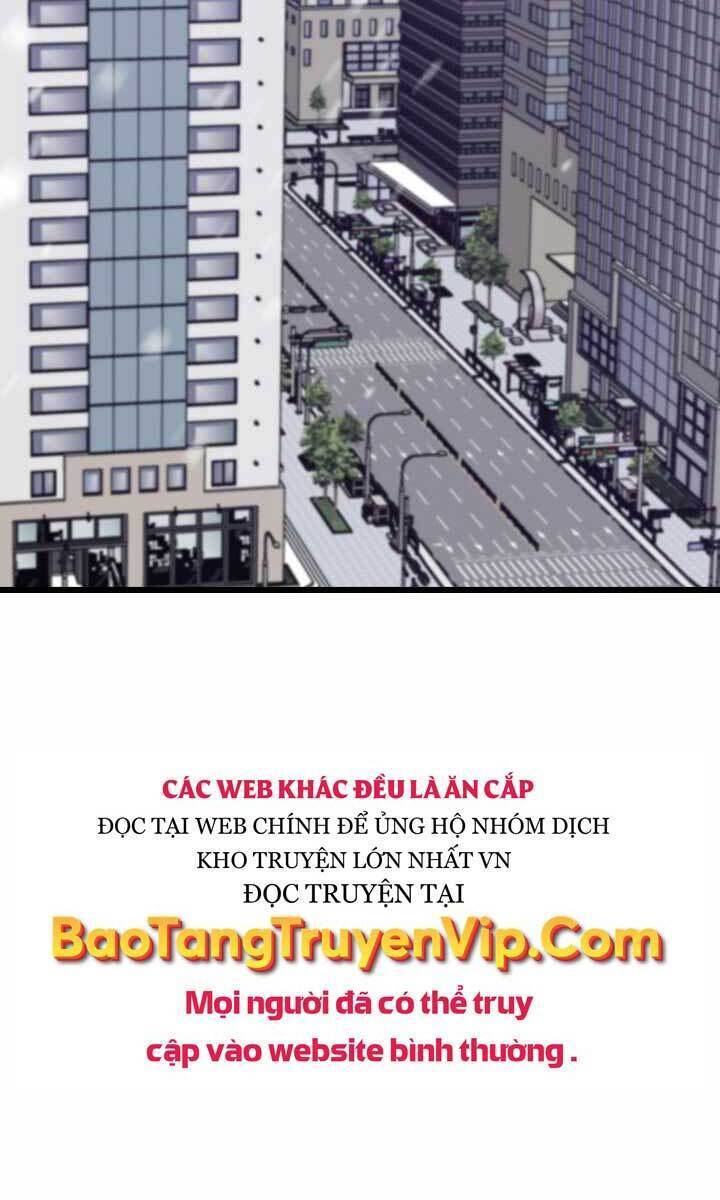 CÁC WEB KHÁC ĐỀU LÀ ĂN CẮP
ĐỌC TẠI WEB CHÍNH ĐỂ ỦNG HỘ NHÓM DỊCH
KHO TRUYỆN LỚN NHẤT VN
ĐỌC TRUYỆN TẠI
BaoTangTruyenVip.Com
Mọi người đã có thể truy
cập vào website bình thường .